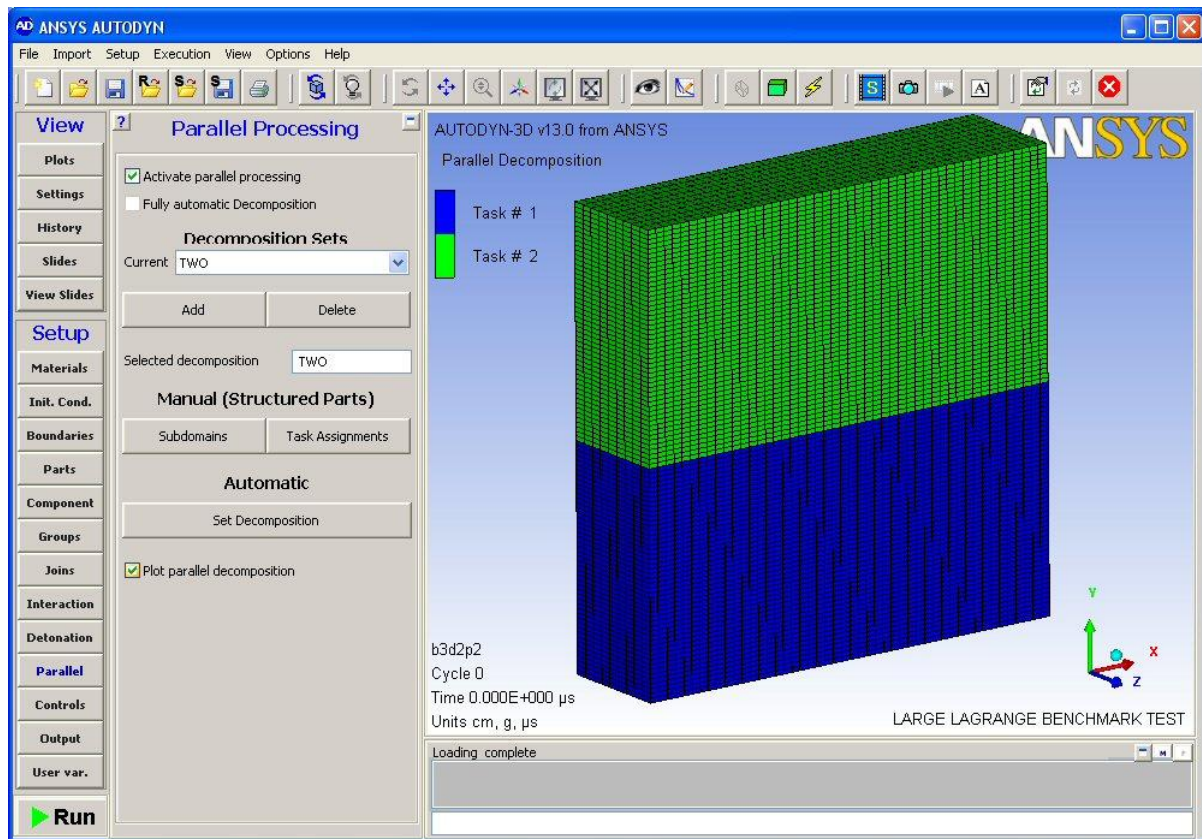 ANSYS AUTODYN
File Import Setup Execution View Options Help
View
Plots
Settings
History
Slides
View Slides
Setup
Materials
Init. Cond.
Boundaries
Parts
Component
Groups
Joins
Interaction
Detonation
Parallel
Controls
Output
User var.
Run
? Parallel Processing
Activate parallel processing
Fully automatic Decomposition
Decomposition Sets
Current TWO
Add Delete
Selected decomposition TWO
Manual (Structured Parts)
Subdomains Task Assignments
Automatic
Set Decomposition
Plot parallel decomposition
AUTODYN-3D v13.0 from ANSYS
Parallel Decomposition
ANSYS
Task # 1
Task # 2
b3d2p2
Cycle 0
Time 0.000E+000 µs
Units cm, g, µs
Y
X
Z
LARGE LAGRANGE BENCHMARK TEST
Loading complete